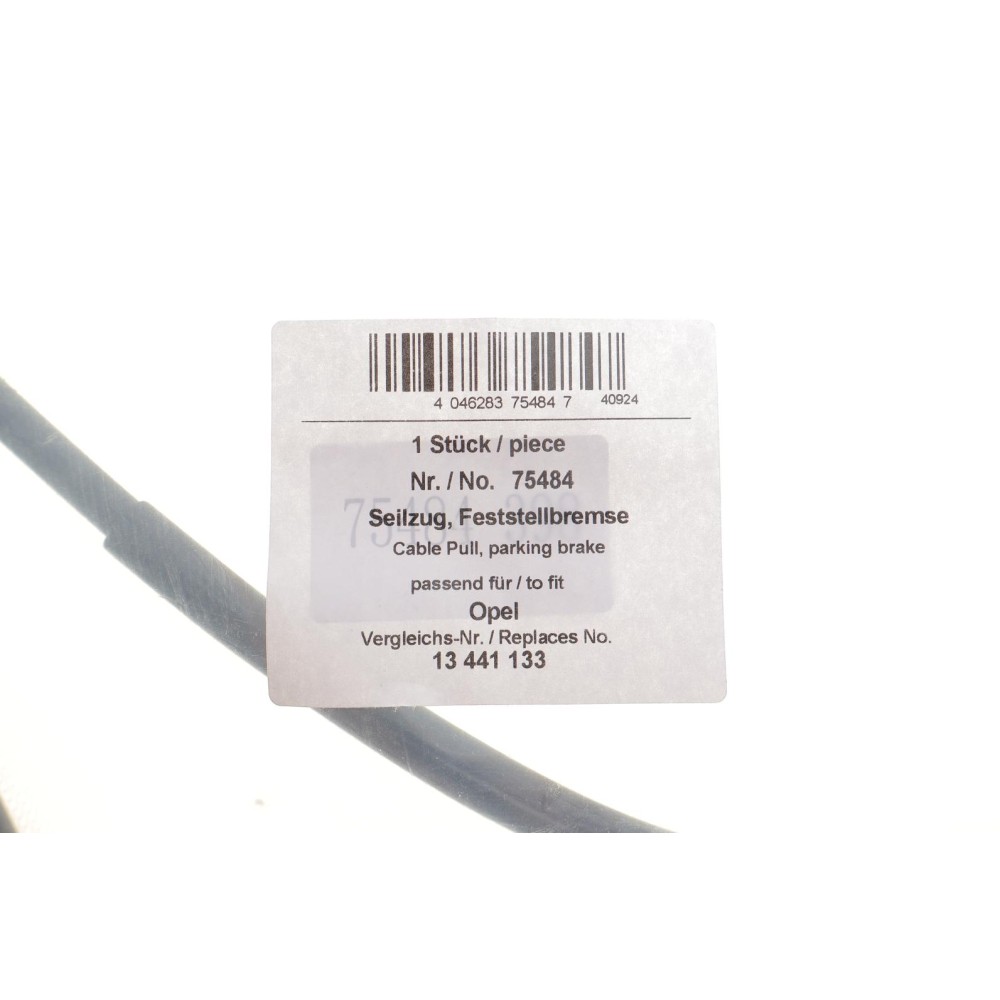 4 046283 75484 7 40924
1 Stück / piece
Nr. / No. 75484
Seilzug, Feststellbremse
75484
Cable Pull, parking brake
passend für / to fit
Opel
Vergleichs-Nr. / Replaces No.
13 441 133